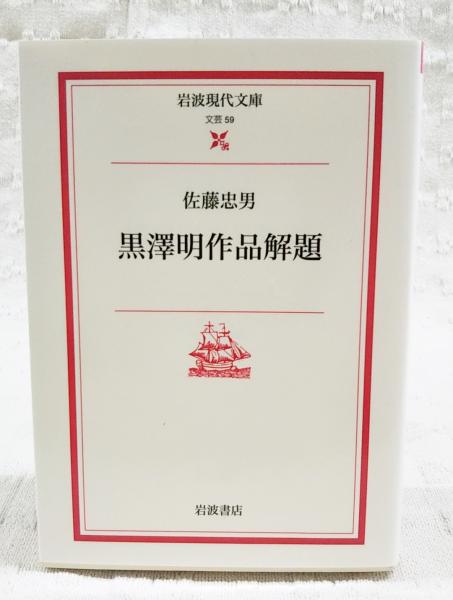 岩波現代文庫
文芸 59
佐藤忠男
黒澤明作品解題
岩波書店